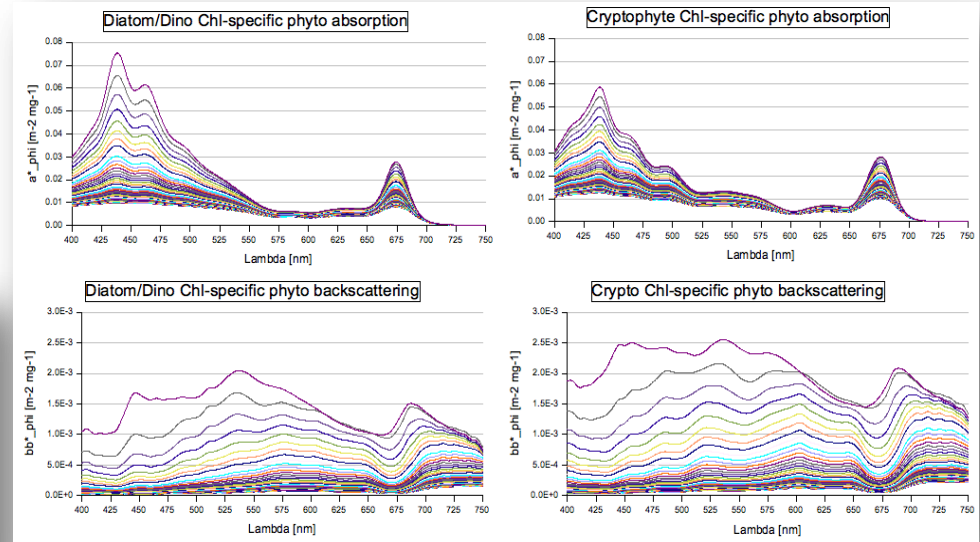 Diatom/Dino Chl-specific phyto absorption
0.08
0.07
0.06
0.05
0.04
0.03
0.02
0.01
0.00
a*_phi [m-2 mg-1]
400 425 450 475 500 525 550 575 600 625 650 675 700 725 750
Lambda [nm]
Cryptophyte Chl-specific phyto absorption
0.08
0.07
0.06
0.05
0.04
0.03
0.02
0.01
0.00
a*_phi [m-2 mg-1]
400 425 450 475 500 525 550 575 600 625 650 675 700 725 750
Lambda [nm]
Diatom/Dino Chl-specific phyto backscattering
3.0E-3
2.5E-3
2.0E-3
1.5E-3
1.0E-3
5.0E-4
0.0E+0
bb*_phi [m-2 mg-1]
400 425 450 475 500 525 550 575 600 625 650 675 700 725 750
Lambda [nm]
Crypto Chl-specific phyto backscattering
3.0E-3
2.5E-3
2.0E-3
1.5E-3
1.0E-3
5.0E-4
0.0E+0
bb*_phi [m-2 mg-1]
400 425 450 475 500 525 550 575 600 625 650 675 700 725 750
Lambda [nm]